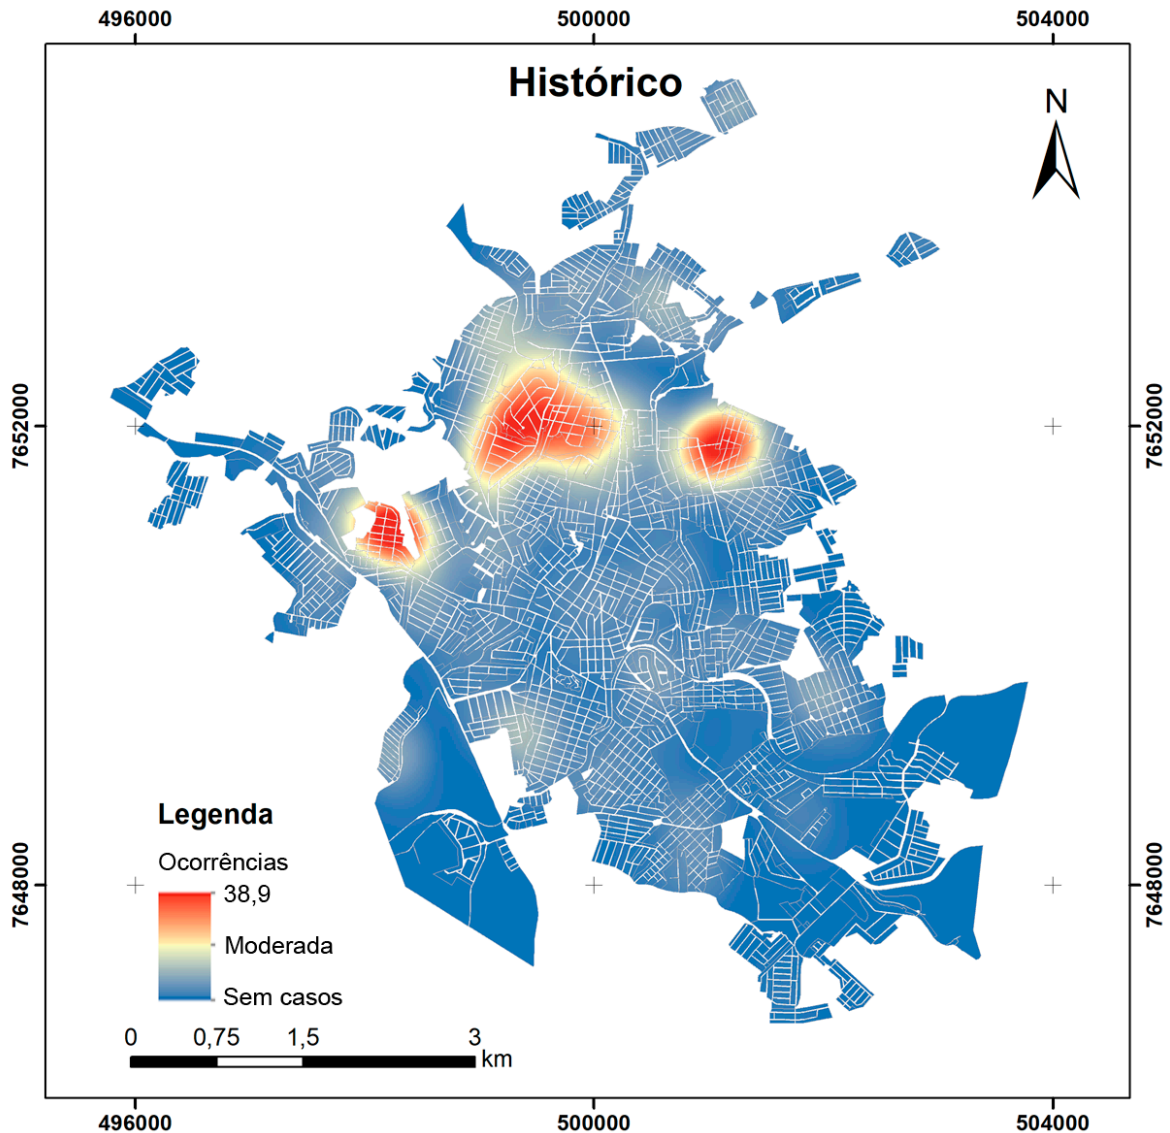 496000 500000 504000
Histórico
N
7652000 7652000
Legenda
Ocorrências
38,9
Moderada
Sem casos
7648000 7648000
0 0,75 1,5 3
km
496000 500000 504000